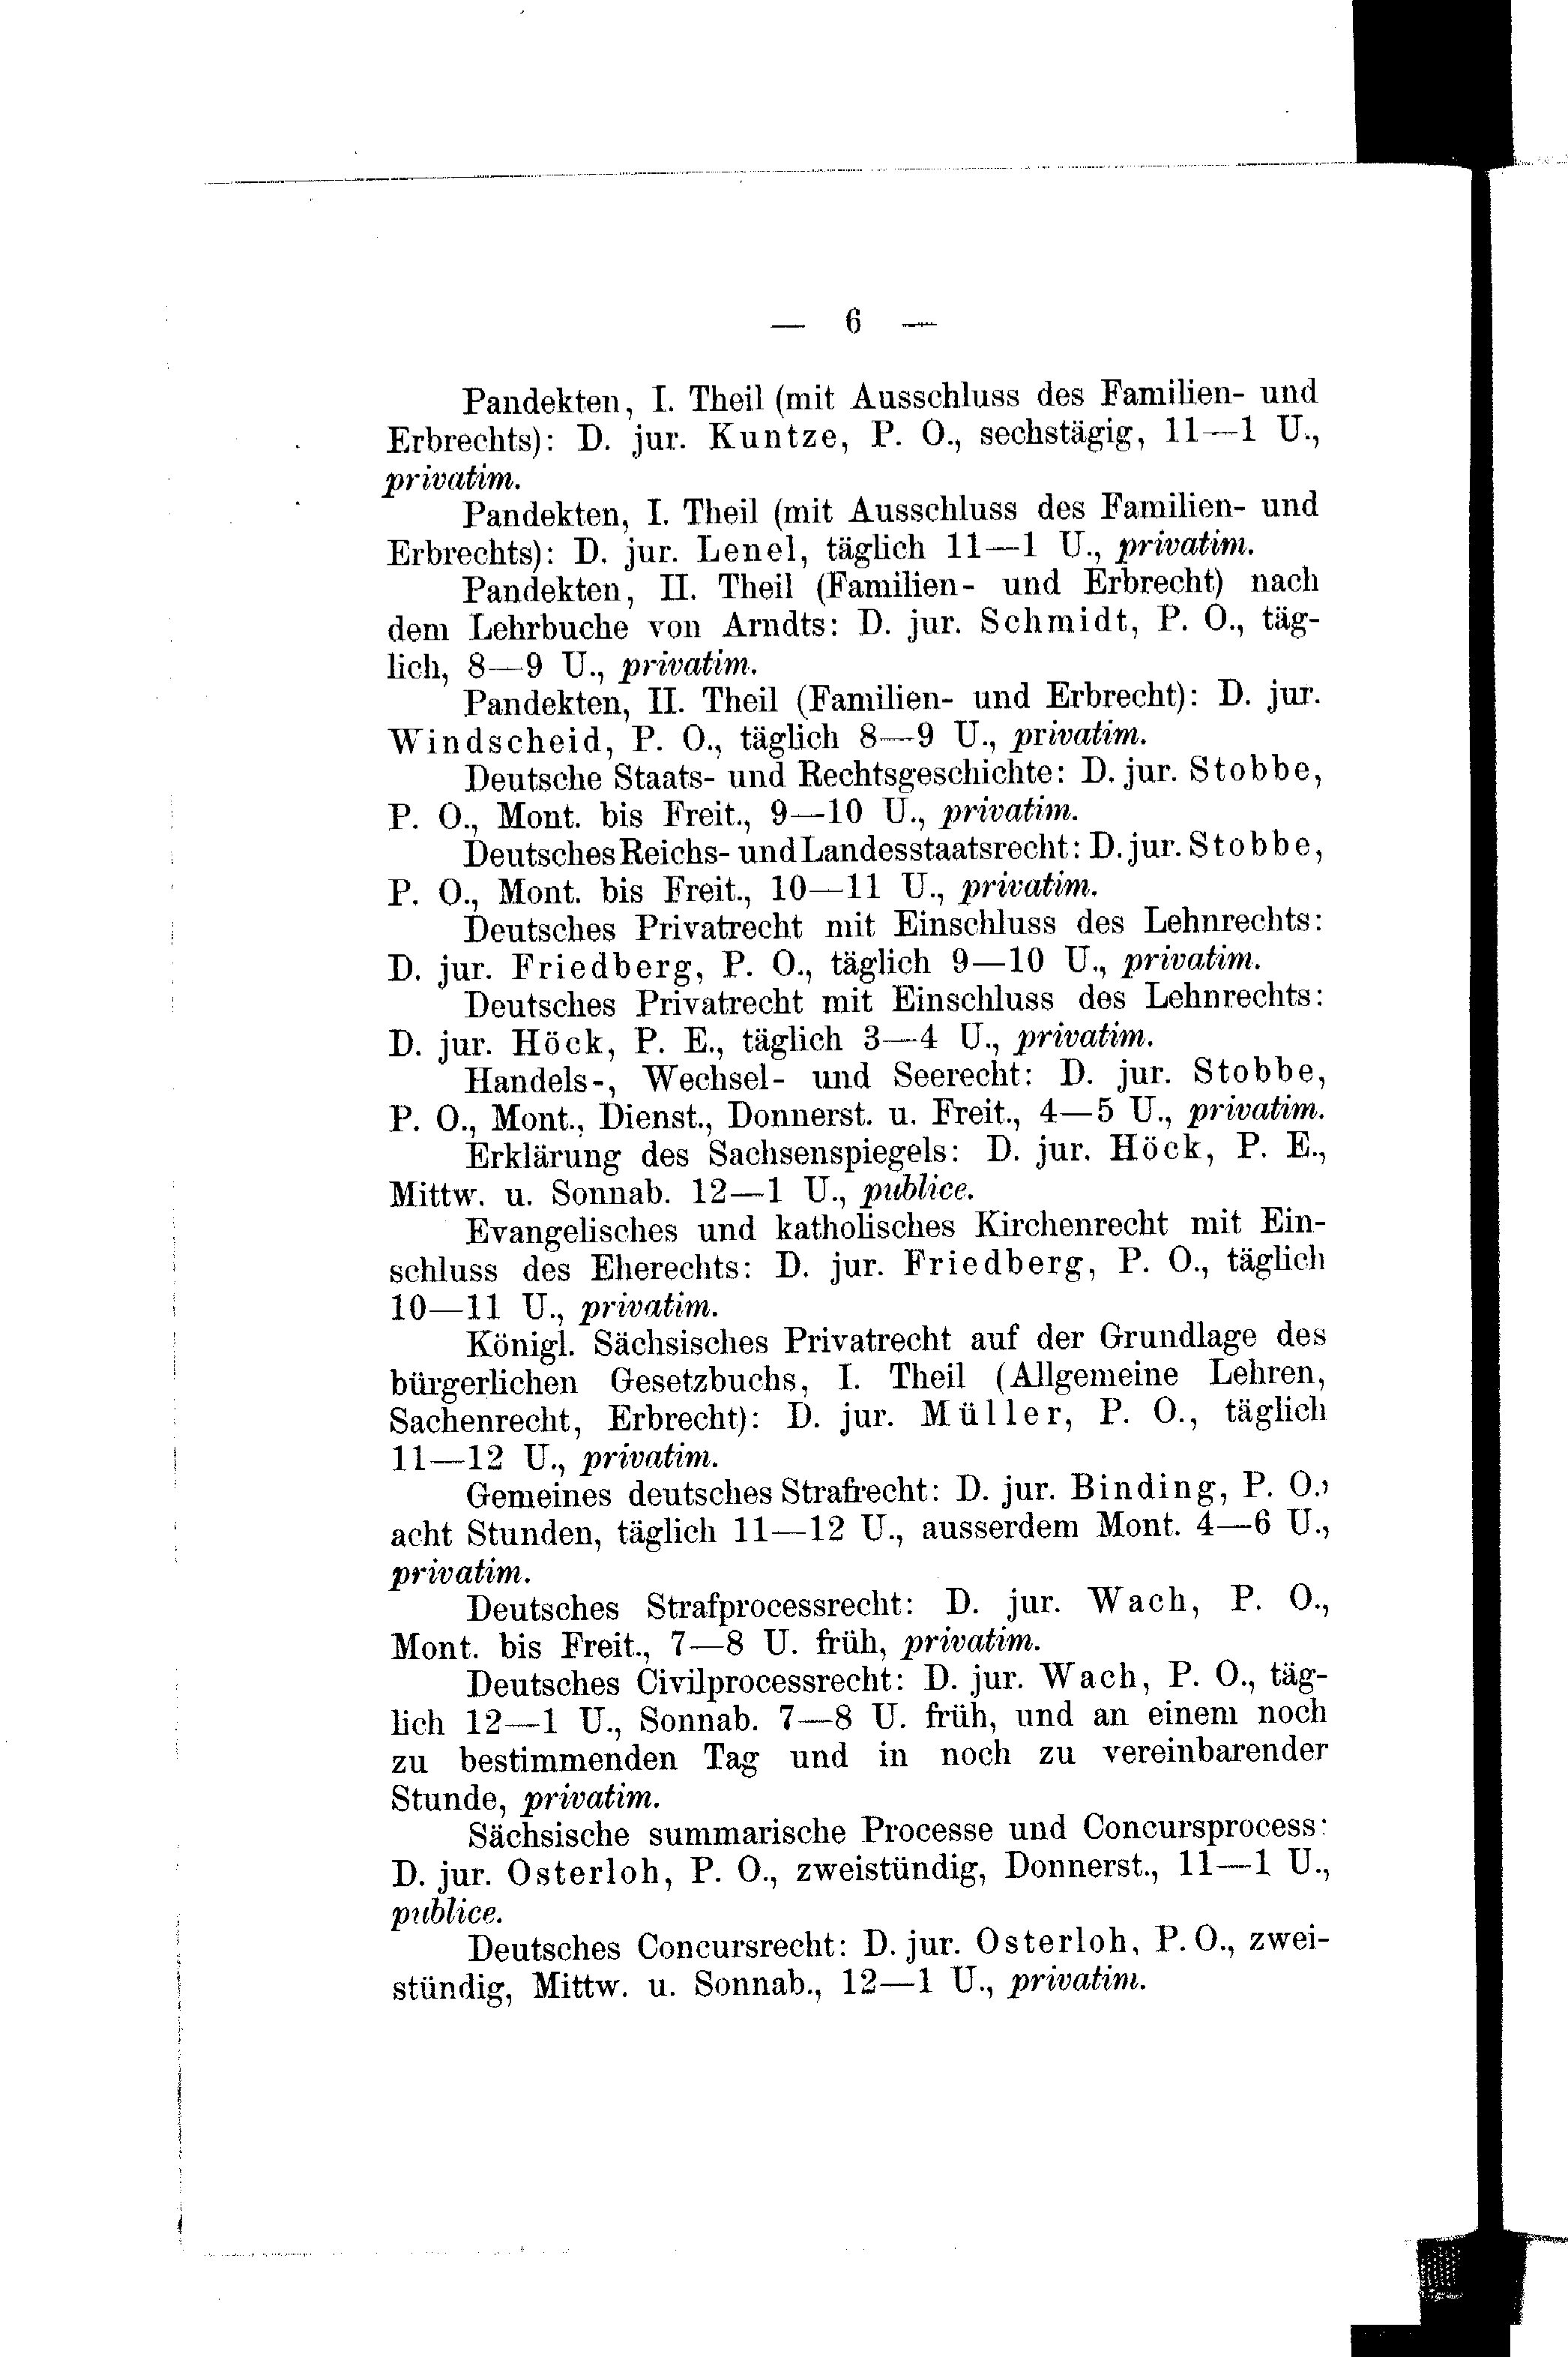 — 6 —
Pandekten, I. Theil (mit Ausschluss des Familien- und
Erbrechts): D. jur. Kuntze, P. O., sechstägig, 11—1 U.,
privatim.
Pandekten, I. Theil (mit Ausschluss des Familien- und
Erbrechts): D. jur. Lenel, täglich 11—1 U., privatim.
Pandekten, II. Theil (Familien- und Erbrecht) nach
dem Lehrbuche von Arndts: D. jur. Schmidt, P. O., täg-
lich, 8—9 U., privatim.
Pandekten, II. Theil (Familien- und Erbrecht): D. jur.
Windscheid, P. O., täglich 8—9 U., privatim.
Deutsche Staats- und Rechtsgeschichte: D. jur. Stobbe,
P. O., Mont. bis Freit., 9—10 U., privatim.
Deutsches Reichs- und Landesstaatsrecht: D. jur. Stobbe,
P. O., Mont. bis Freit., 10—11 U., privatim.
Deutsches Privatrecht mit Einschluss des Lehnrechts:
D. jur. Friedberg, P. O., täglich 9—10 U., privatim.
Deutsches Privatrecht mit Einschluss des Lehnrechts:
D. jur. Höck, P. E., täglich 3—4 U., privatim.
Handels-, Wechsel- und Seerecht: D. jur. Stobbe,
P. O., Mont., Dienst., Donnerst. u. Freit., 4—5 U., privatim.
Erklärung des Sachsenspiegels: D. jur. Höck, P. E.,
Mittw. u. Sonnab. 12—1 U., publice.
Evangelisches und katholisches Kirchenrecht mit Ein-
schluss des Eherechts: D. jur. Friedberg, P. O., täglich
10—11 U., privatim.
Königl. Sächsisches Privatrecht auf der Grundlage des
bürgerlichen Gesetzbuchs, I. Theil (Allgemeine Lehren,
Sachenrecht, Erbrecht): D. jur. Müller, P. O., täglich
11—12 U., privatim.
Gemeines deutsches Strafrecht: D. jur. Binding, P. O.,
acht Stunden, täglich 11—12 U., ausserdem Mont. 4—6 U.,
privatim.
Deutsches Strafprocessrecht: D. jur. Wach, P. O.,
Mont. bis Freit., 7—8 U. früh, privatim.
Deutsches Civilprocessrecht: D. jur. Wach, P. O., täg-
lich 12—1 U., Sonnab. 7—8 U. früh, und an einem noch
zu bestimmenden Tag und in noch zu vereinbarender
Stunde, privatim.
Sächsische summarische Processe und Concursprocess:
D. jur. Osterloh, P. O., zweistündig, Donnerst., 11—1 U.,
publice.
Deutsches Concursrecht: D. jur. Osterloh, P. O., zwei-
stündig, Mittw. u. Sonnab., 12—1 U., privatim.